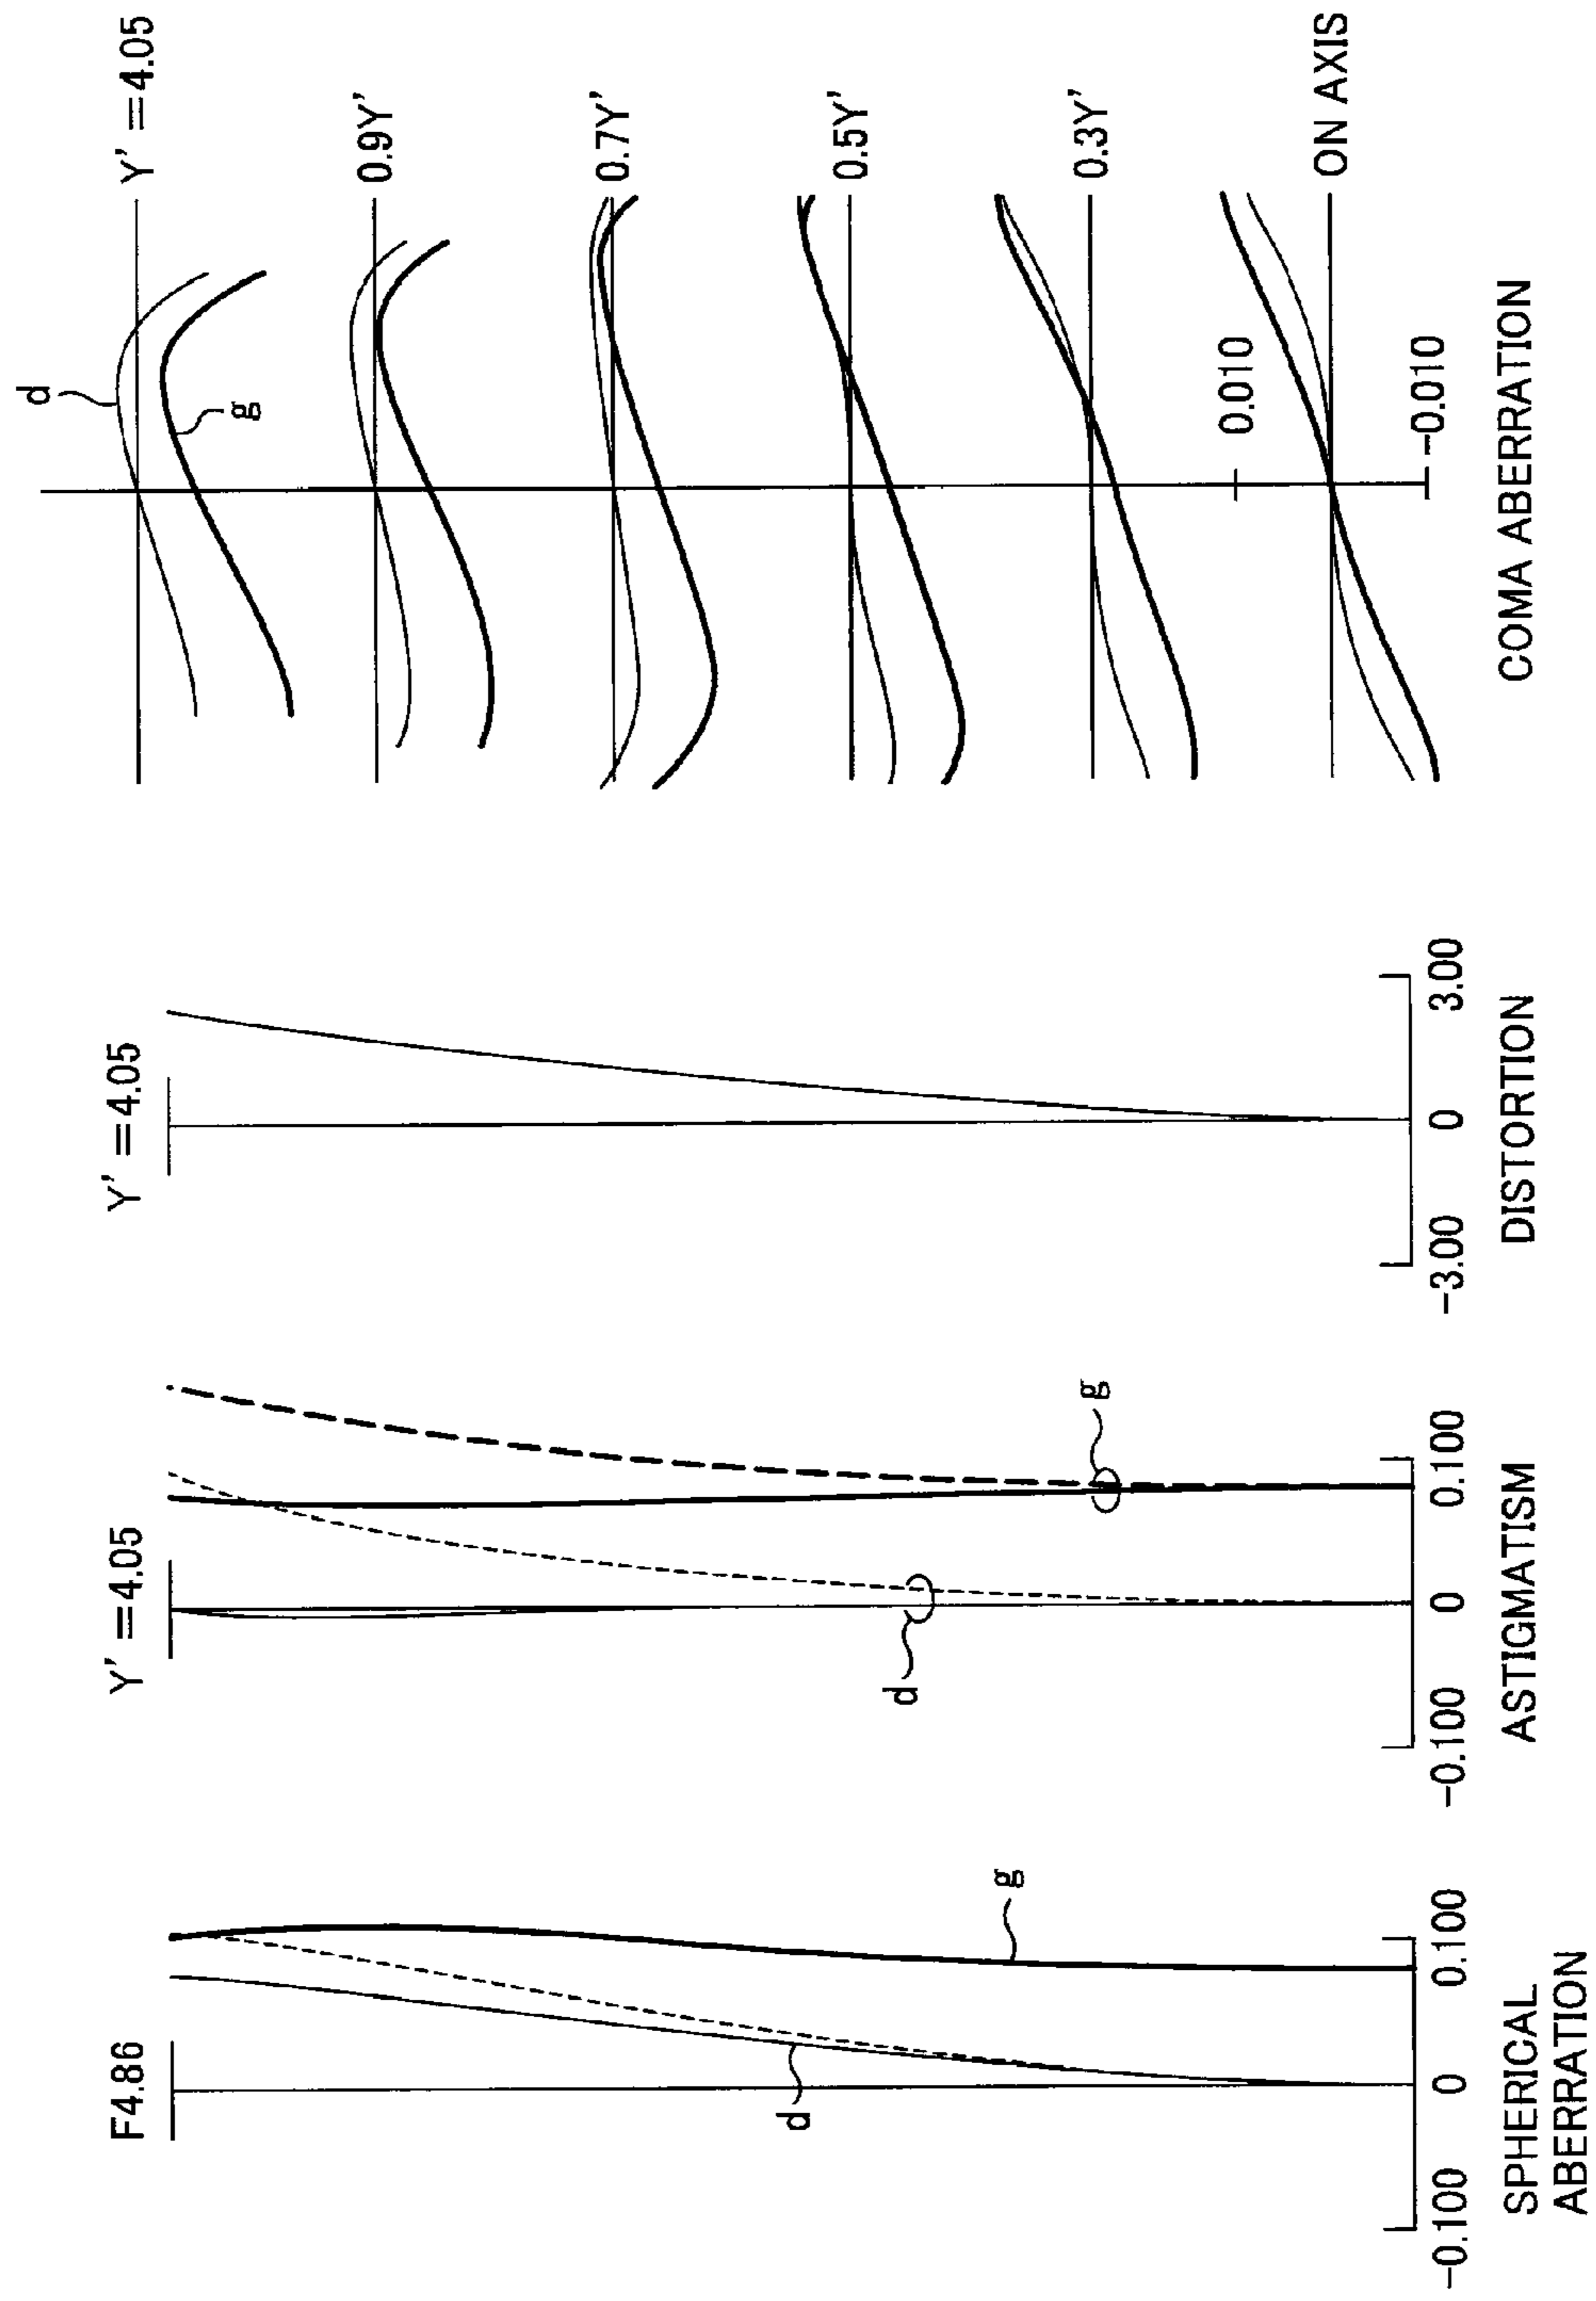 F4.86
d
g
-0.100
0
0.100
SPHERICAL
ABERRATION
Y' =4.05
d
g
-0.100
0
0.100
ASTIGMATISM
Y' =4.05
-3.00
0
3.00
DISTORTION
d
g
Y' =4.05
0.9Y'
0.7Y'
0.5Y'
0.3Y'
0.010
ON AXIS
-0.010
COMA ABERRATION